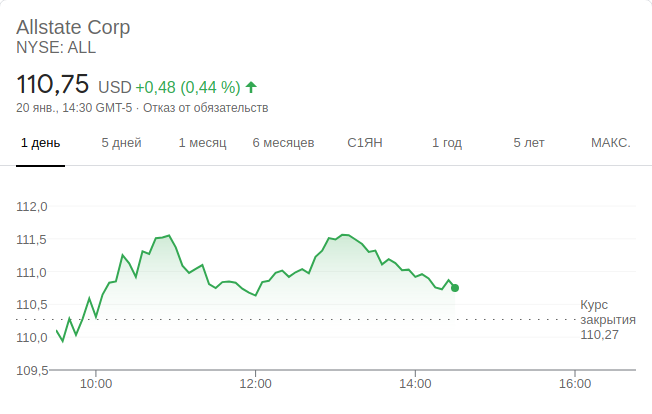 Allstate Corp
NYSE: ALL
110,75 USD +0,48 (0,44 %)
20 янв., 14:30 GMT-5 · Отказ от обязательств
1 день 5 дней 1 месяц 6 месяцев С1ЯН 1 год 5 лет МАКС.
112,0
111,5
111,0
110,5
110,0
109,5
Курс
закрытия
110,27
10:00 12:00 14:00 16:00